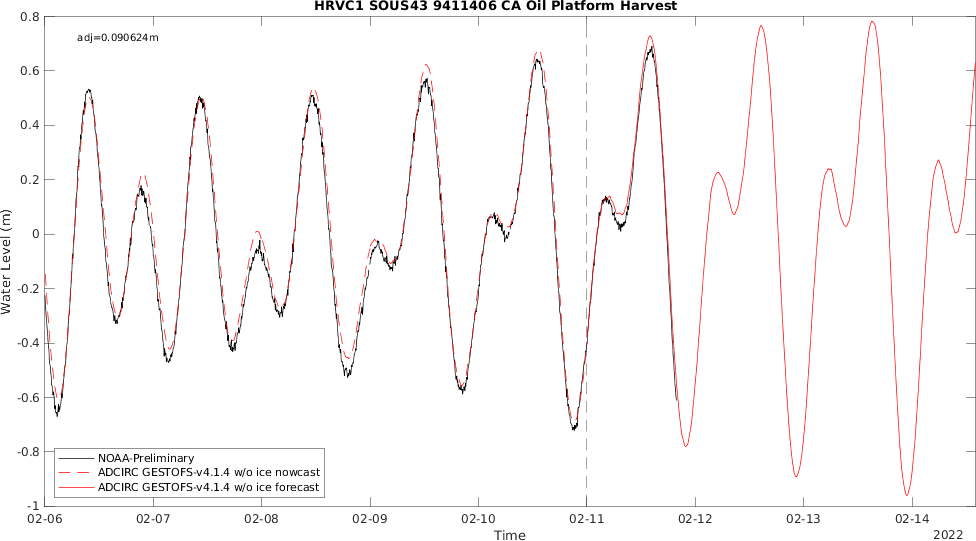 HRVC1 SOUS43 9411406 CA Oil Platform Harvest
adj=0.090624m
0.8
0.6
0.4
0.2
0
-0.2
-0.4
-0.6
-0.8
-1
Water Level (m)
NOAA-Preliminary
ADCIRC GESTOFS-v4.1.4 w/o ice nowcast
ADCIRC GESTOFS-v4.1.4 w/o ice forecast
02-06 02-07 02-08 02-09 02-10 02-11 02-12 02-13 02-14
Time
2022